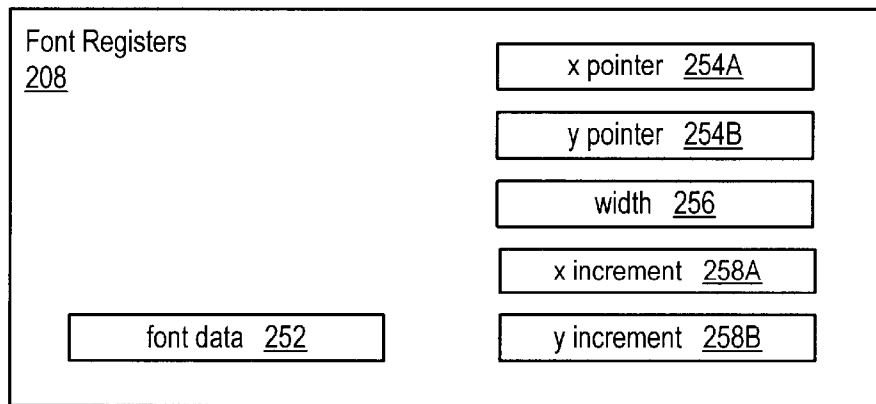 Font Registers
208
x pointer 254A
y pointer 254B
width 256
x increment 258A
font data 252
y increment 258B